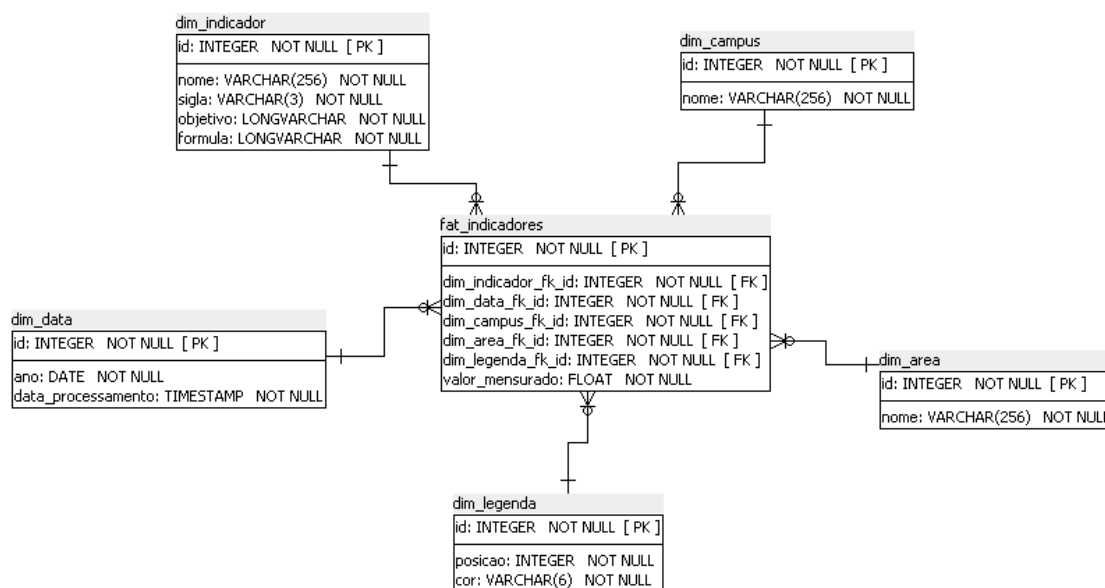 dim_indicador
id: INTEGER NOT NULL [ PK ]
nome: VARCHAR(256) NOT NULL
sigla: VARCHAR(3) NOT NULL
objetivo: LONGVARCHAR NOT NULL
formula: LONGVARCHAR NOT NULL
dim_campus
id: INTEGER NOT NULL [ PK ]
nome: VARCHAR(256) NOT NULL
fat_indicadores
id: INTEGER NOT NULL [ PK ]
dim_indicador_fk_id: INTEGER NOT NULL [ FK ]
dim_data_fk_id: INTEGER NOT NULL [ FK ]
dim_campus_fk_id: INTEGER NOT NULL [ FK ]
dim_area_fk_id: INTEGER NOT NULL [ FK ]
dim_legenda_fk_id: INTEGER NOT NULL [ FK ]
valor_mensurado: FLOAT NOT NULL
dim_data
id: INTEGER NOT NULL [ PK ]
ano: DATE NOT NULL
data_processamento: TIMESTAMP NOT NULL
dim_area
id: INTEGER NOT NULL [ PK ]
nome: VARCHAR(256) NOT NULL
dim_legenda
id: INTEGER NOT NULL [ PK ]
posicao: INTEGER NOT NULL
cor: VARCHAR(6) NOT NULL